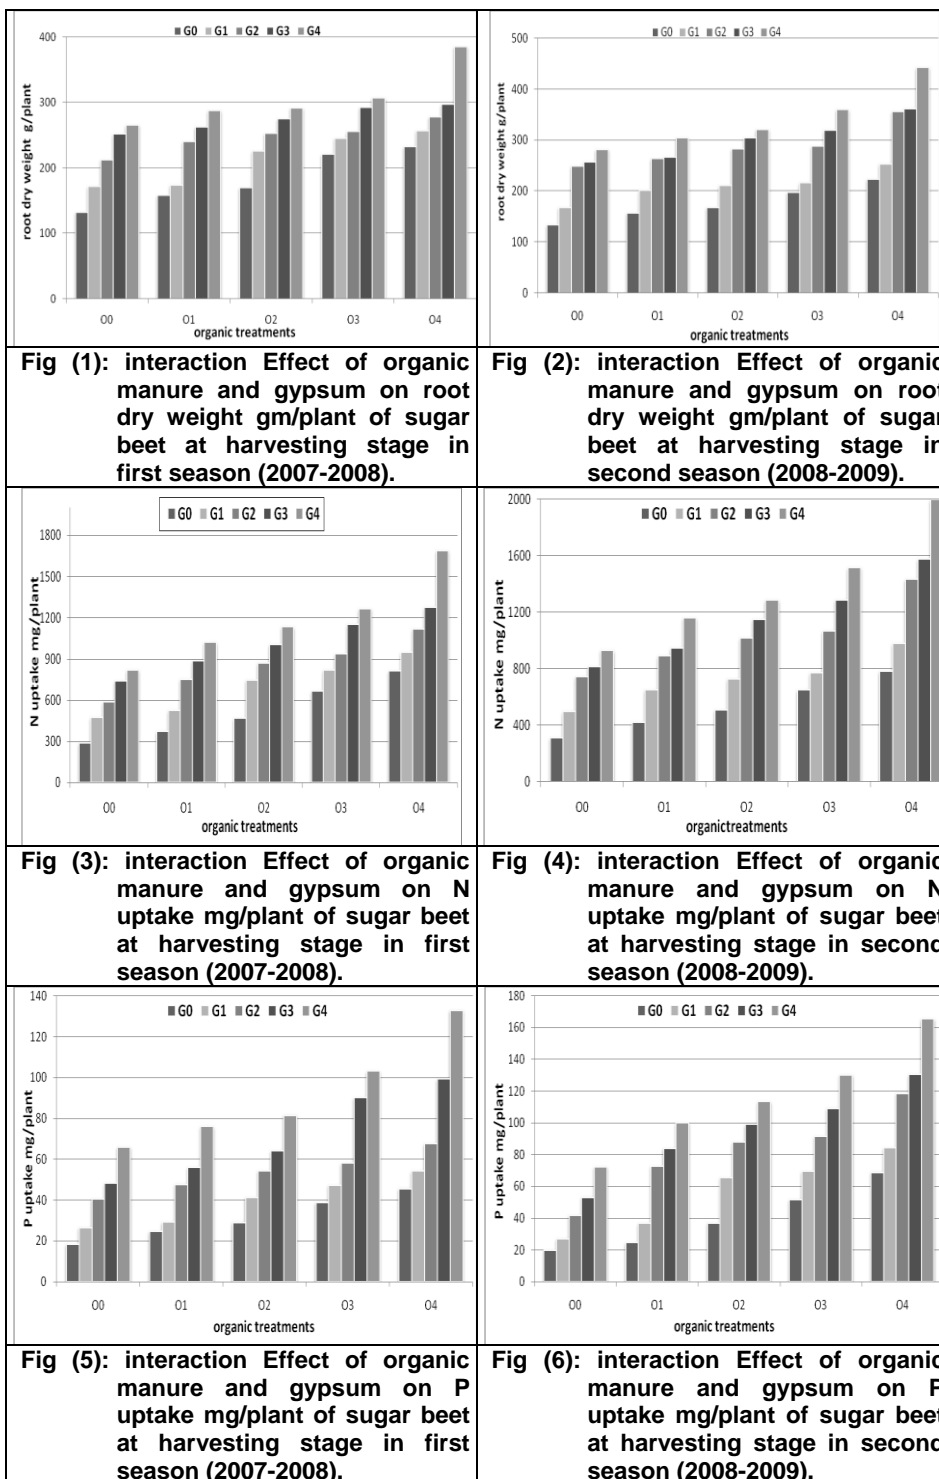 G0 G1 G2 G3 G4
400
300
200
100
0
root dry weight g/plant
O0 O1 O2 O3 O4
organic treatments
Fig (1): interaction Effect of organic
manure and gypsum on root
dry weight gm/plant of sugar
beet at harvesting stage in
first season (2007-2008).
G0 G1 G2 G3 G4
500
400
300
200
100
0
root dry weight g/plant
O0 O1 O2 O3 O4
organic treatments
Fig (2): interaction Effect of organic
manure and gypsum on root
dry weight gm/plant of sugar
beet at harvesting stage in
second season (2008-2009).
G0 G1 G2 G3 G4
1800
1500
1200
900
600
300
0
N uptake mg/plant
O0 O1 O2 O3 O4
organic treatments
Fig (3): interaction Effect of organic
manure and gypsum on N
uptake mg/plant of sugar beet
at harvesting stage in first
season (2007-2008).
G0 G1 G2 G3 G4
2000
1600
1200
800
400
0
N uptake mg/plant
O0 O1 O2 O3 O4
organictreatments
Fig (4): interaction Effect of organic
manure and gypsum on N
uptake mg/plant of sugar beet
at harvesting stage in second
season (2008-2009).
G0 G1 G2 G3 G4
140
120
100
80
60
40
20
0
P uptake mg/plant
O0 O1 O2 O3 O4
organic treatments
Fig (5): interaction Effect of organic
manure and gypsum on P
uptake mg/plant of sugar beet
at harvesting stage in first
season (2007-2008).
G0 G1 G2 G3 G4
180
160
140
120
100
80
60
40
20
0
P uptake mg/plant
O0 O1 O2 O3 O4
organic treatments
Fig (6): interaction Effect of organic
manure and gypsum on P
uptake mg/plant of sugar beet
at harvesting stage in second
season (2008-2009).